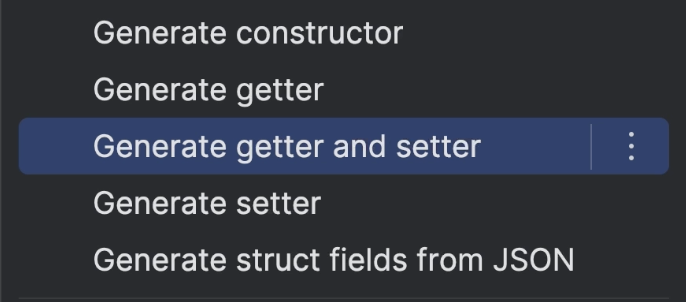 Generate constructor
Generate getter
Generate getter and setter
Generate setter
Generate struct fields from JSON